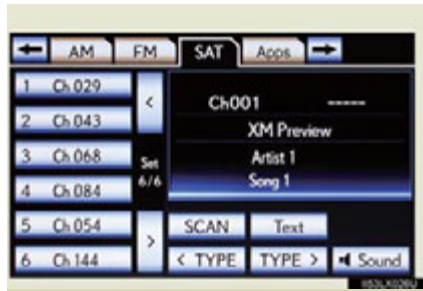 ← AM FM SAT Apps →
1 Ch 029
2 Ch 043
3 Ch 068
4 Ch 084
5 Ch 054
6 Ch 144
<
Set
6/6
>
Ch001 -----
XM Preview
Artist 1
Song 1
SCAN Text
< TYPE TYPE > Sound